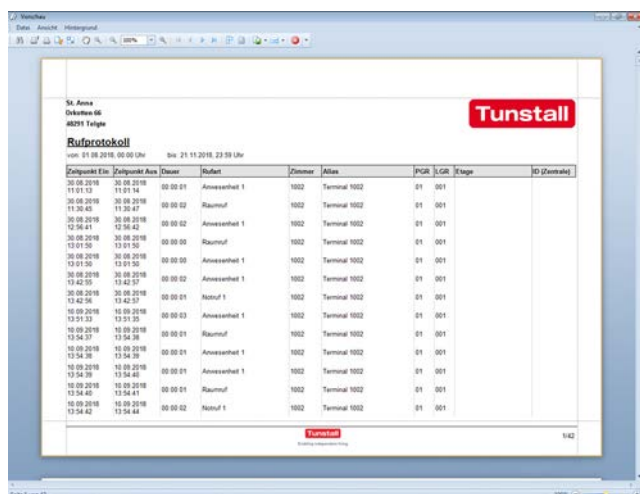 Vorschau
Datei Ansicht Hintergrund
100%
St. Anna
Orkotten 66
48291 Telgte
Tunstall
Rufprotokoll
von: 01.08.2018, 00:00 Uhr bis: 21.11.2018, 23:59 Uhr
Zeitpunkt Ein Zeitpunkt Aus Dauer Rufart Zimmer Alias PGR LGR Etage ID (Zentrale)
30.08.2018 30.08.2018
11:01:13 11:01:14 00:00:01 Anwesenheit 1 1002 Terminal 1002 01 001
30.08.2018 30.08.2018
11:30:45 11:30:47 00:00:02 Raumruf 1002 Terminal 1002 01 001
30.08.2018 30.08.2018
12:56:41 12:56:42 00:00:02 Anwesenheit 1 1002 Terminal 1002 01 001
30.08.2018 30.08.2018
13:01:50 13:01:50 00:00:00 Raumruf 1002 Terminal 1002 01 001
30.08.2018 30.08.2018
13:01:50 13:01:50 00:00:00 Anwesenheit 1 1002 Terminal 1002 01 001
30.08.2018 30.08.2018
13:42:55 13:42:57 00:00:02 Anwesenheit 1 1002 Terminal 1002 01 001
30.08.2018 30.08.2018
13:42:56 13:42:57 00:00:01 Notruf 1 1002 Terminal 1002 01 001
10.09.2018 10.09.2018
13:51:33 13:51:35 00:00:03 Anwesenheit 1 1002 Terminal 1002 01 001
10.09.2018 10.09.2018
13:54:37 13:54:38 00:00:01 Raumruf 1002 Terminal 1002 01 001
10.09.2018 10.09.2018
13:54:38 13:54:39 00:00:01 Anwesenheit 1 1002 Terminal 1002 01 001
10.09.2018 10.09.2018
13:54:39 13:54:40 00:00:01 Anwesenheit 1 1002 Terminal 1002 01 001
10.09.2018 10.09.2018
13:54:40 13:54:41 00:00:01 Raumruf 1002 Terminal 1002 01 001
10.09.2018 10.09.2018
13:54:42 13:54:44 00:00:02 Notruf 1 1002 Terminal 1002 01 001
Tunstall
1/42